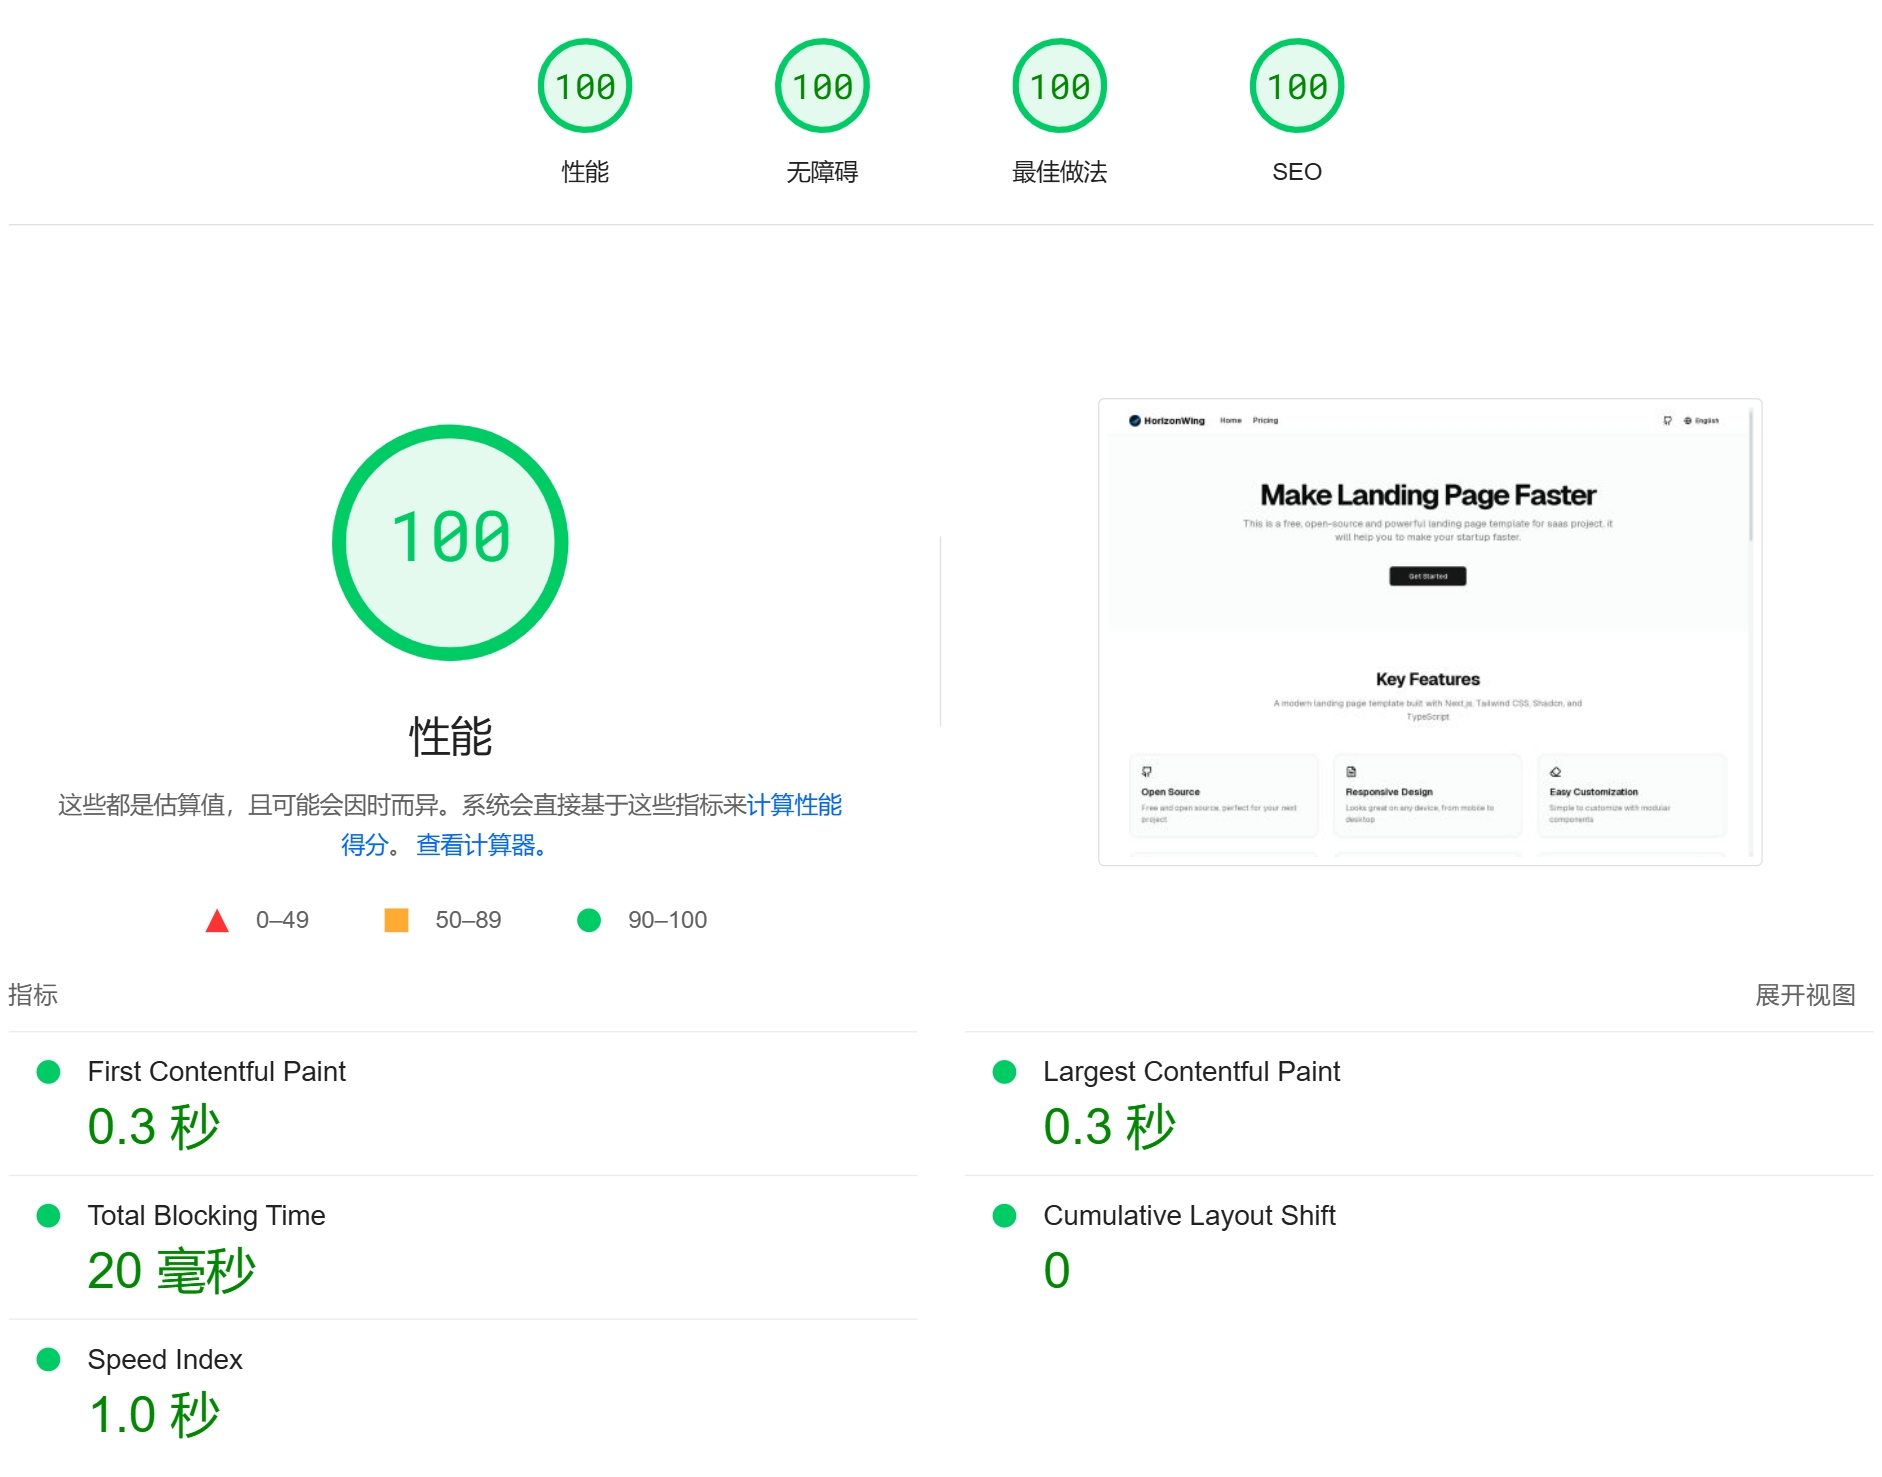 100
100
100
100
性能
无障碍
最佳做法
SEO
100
性能
这些都是估算值，且可能会因时而异。系统会直接基于这些指标来计算性能
得分。 查看计算器。
0–49
50–89
90–100
HorizonWing
Home
Pricing
English
Make Landing Page Faster
This is a free, open-source and powerful landing page template for saas project, it
will help you to make your startup faster.
Get Started
Key Features
A modern landing page template built with Next.js, Tailwind CSS, Shadcn, and
TypeScript
Open Source
Free and open source, perfect for your next
project
Responsive Design
Looks great on any device, from mobile to
desktop
Easy Customization
Simple to customize with modular
components
指标
展开视图
First Contentful Paint
0.3 秒
Largest Contentful Paint
0.3 秒
Total Blocking Time
20 毫秒
Cumulative Layout Shift
0
Speed Index
1.0 秒